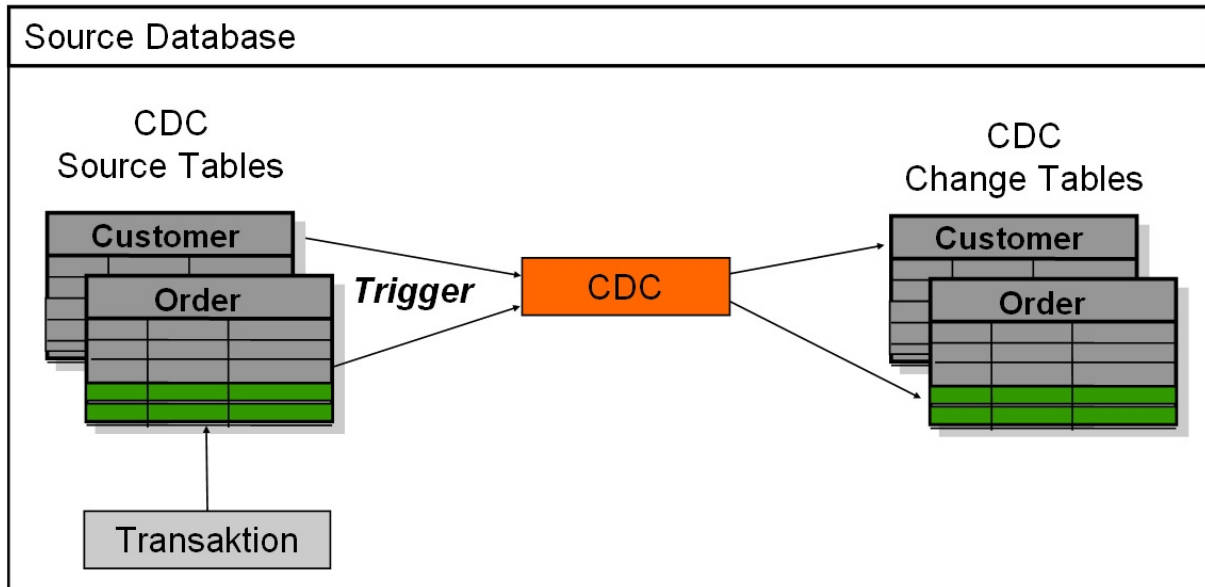 Source Database
CDC
Source Tables
CDC
Change Tables
Customer
Order
Trigger
CDC
Customer
Order
Transaktion